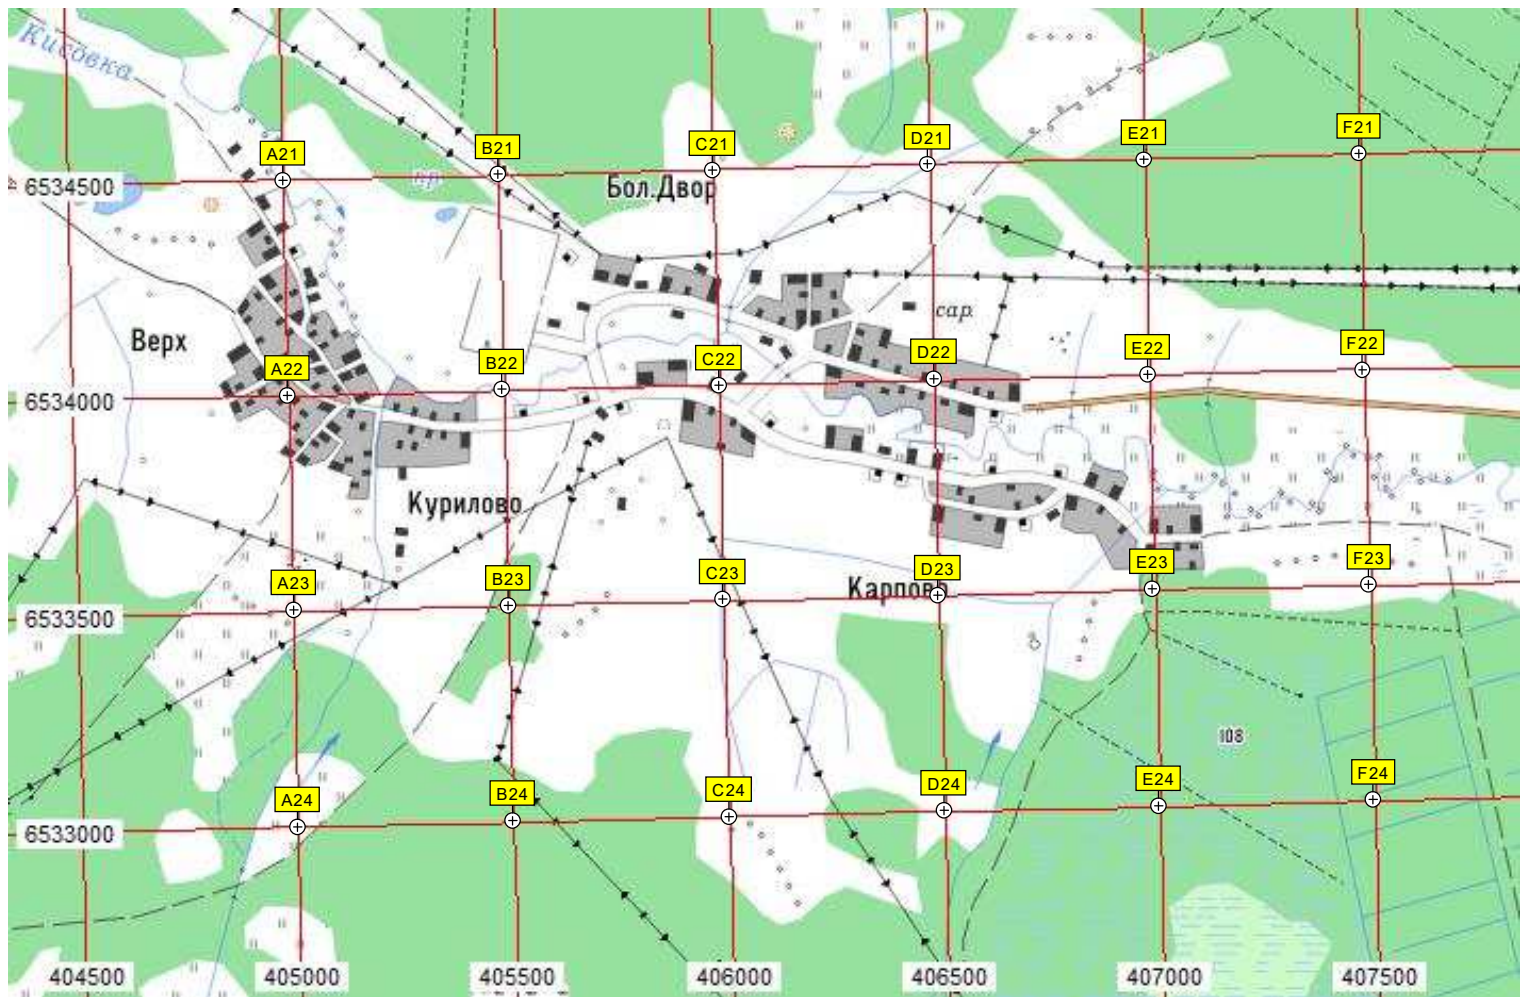 Кисовка
F21
E21
D21
C21
B21
A21
6534500
пр
Бол.Двор
сар.
Верх
F22
E22
D22
C22
B22
A22
6534000
Курилово
F23
E23
D23
C23
B23
A23
Карпово
6533500
108
F24
E24
D24
C24
B24
A24
6533000
404500 405000 405500 406000 406500 407000 407500